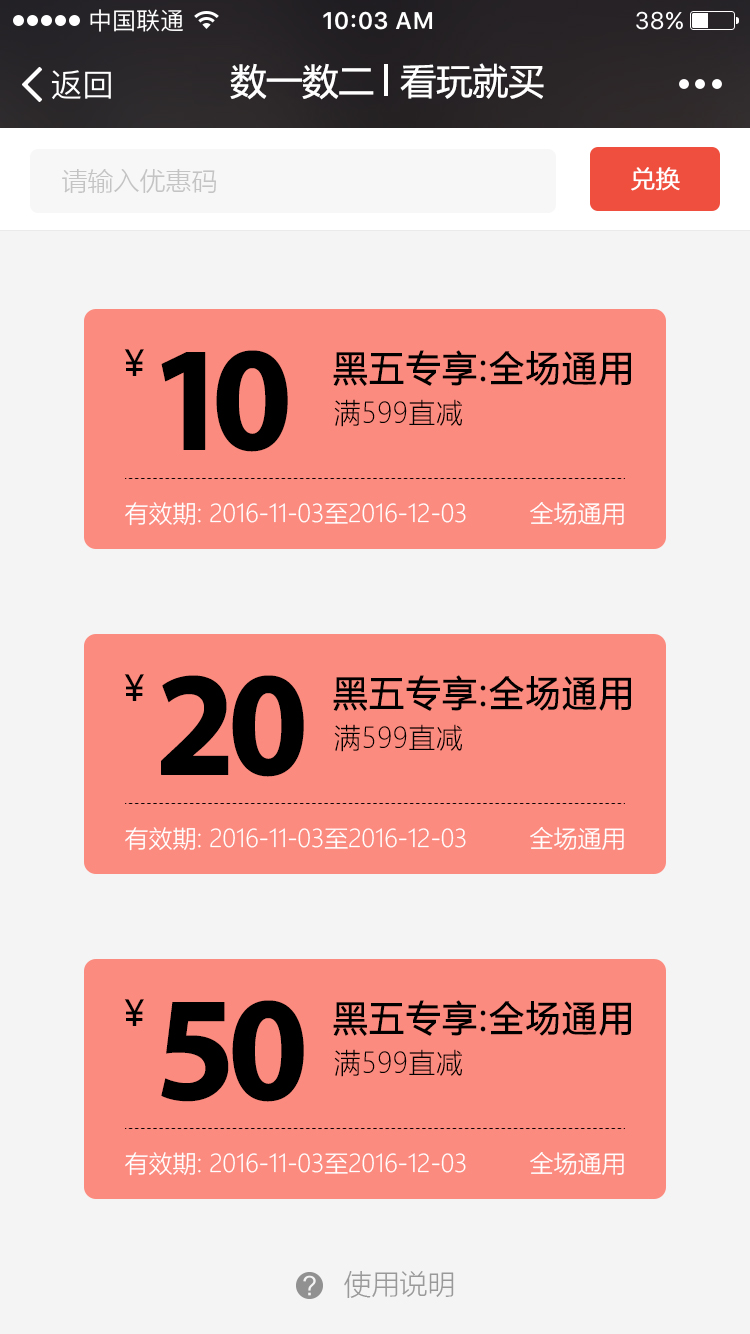 中国联通 10:03 AM 38%
返回 数一数二 | 看玩就买
请输入优惠码 兑换
¥ 10 黑五专享:全场通用
满599直减
有效期: 2016-11-03至2016-12-03 全场通用
¥ 20 黑五专享:全场通用
满599直减
有效期: 2016-11-03至2016-12-03 全场通用
¥ 50 黑五专享:全场通用
满599直减
有效期: 2016-11-03至2016-12-03 全场通用
? 使用说明